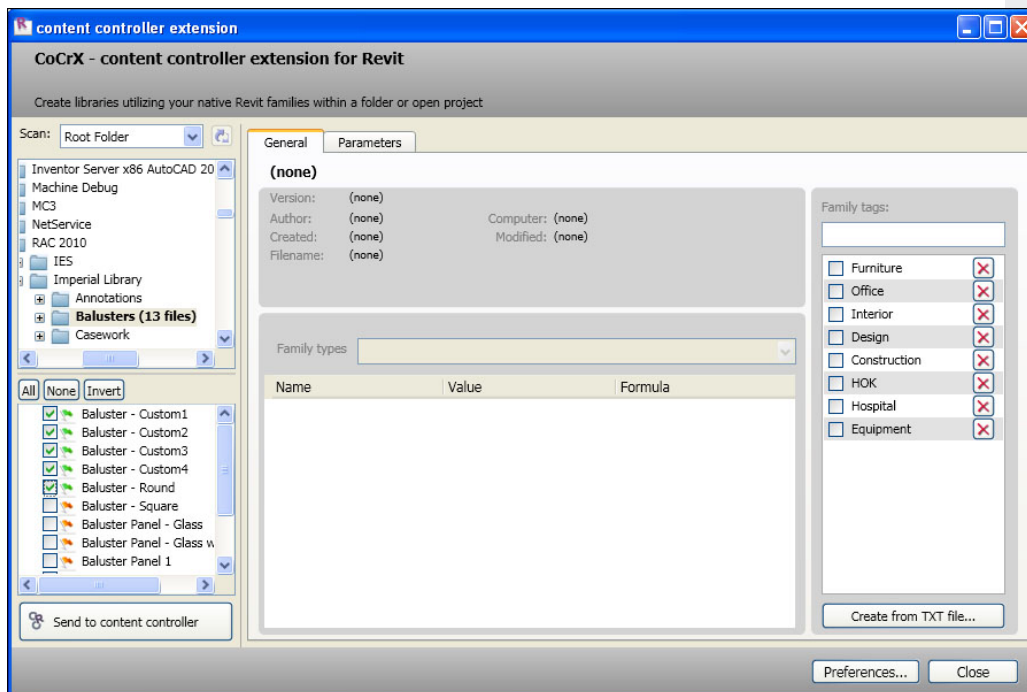 content controller extension
CoCrX - content controller extension for Revit
Create libraries utilizing your native Revit families within a folder or open project
Scan: Root Folder
Inventor Server x86 AutoCAD 20
Machine Debug
MC3
NetService
RAC 2010
IES
Imperial Library
Annotations
Balusters (13 files)
Casework
All None Invert
Baluster - Custom1
Baluster - Custom2
Baluster - Custom3
Baluster - Custom4
Baluster - Round
Baluster - Square
Baluster Panel - Glass
Baluster Panel - Glass w
Baluster Panel 1
Send to content controller
General Parameters
(none)
Version: (none)
Author: (none) Computer: (none)
Created: (none) Modified: (none)
Filename: (none)
Family types
Name Value Formula
Family tags:
Furniture
Office
Interior
Design
Construction
HOK
Hospital
Equipment
Create from TXT file...
Preferences... Close